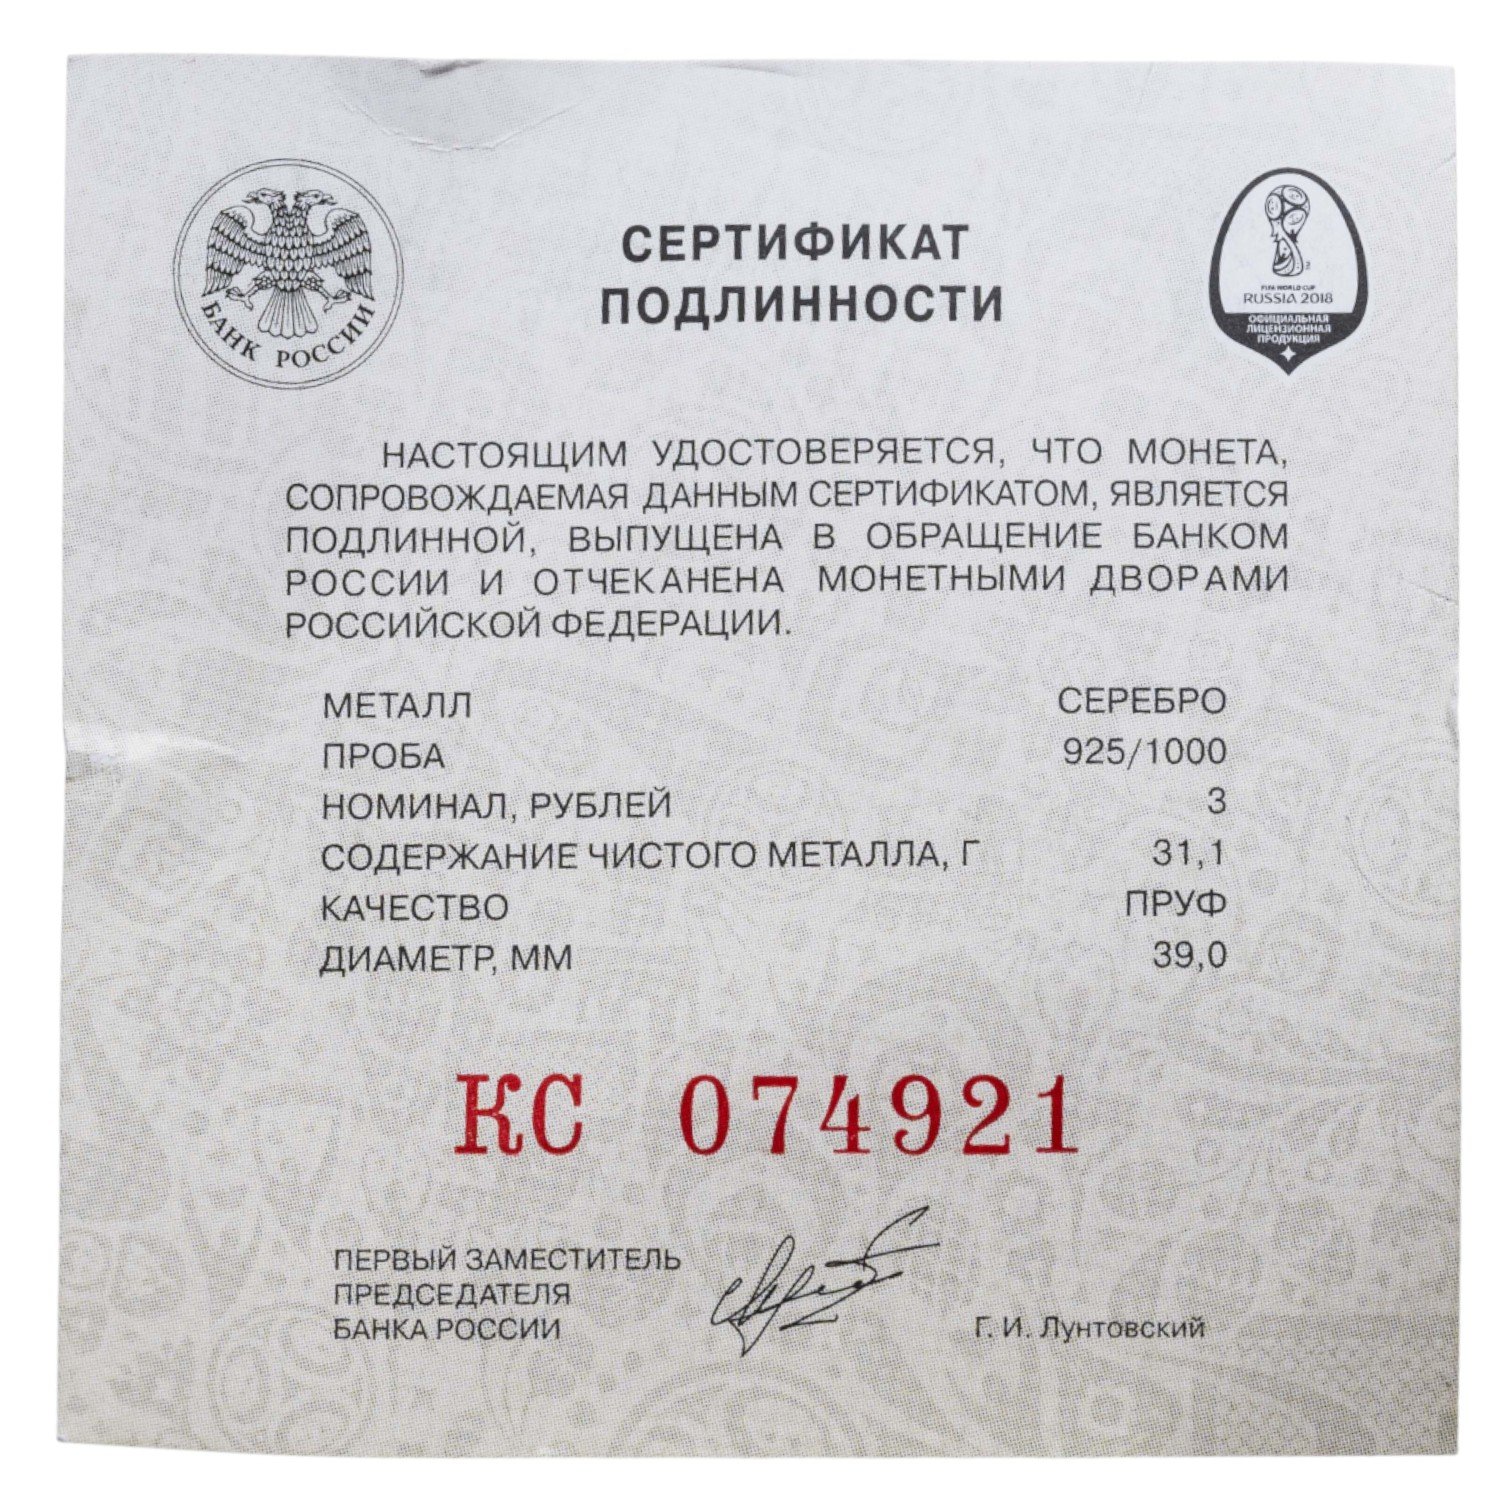 БАНК РОССИИ
СЕРТИФИКАТ
ПОДЛИННОСТИ
FIFA WORLD CUP
RUSSIA 2018
ОФИЦИАЛЬНАЯ
ЛИЦЕНЗИОННАЯ
ПРОДУКЦИЯ
НАСТОЯЩИМ УДОСТОВЕРЯЕТСЯ, ЧТО МОНЕТА,
СОПРОВОЖДАЕМАЯ ДАННЫМ СЕРТИФИКАТОМ, ЯВЛЯЕТСЯ
ПОДЛИННОЙ, ВЫПУЩЕНА В ОБРАЩЕНИЕ БАНКОМ
РОССИИ И ОТЧЕКАНЕНА МОНЕТНЫМИ ДВОРАМИ
РОССИЙСКОЙ ФЕДЕРАЦИИ.
МЕТАЛЛ СЕРЕБРО
ПРОБА 925/1000
НОМИНАЛ, РУБЛЕЙ 3
СОДЕРЖАНИЕ ЧИСТОГО МЕТАЛЛА, Г 31,1
КАЧЕСТВО ПРУФ
ДИАМЕТР, ММ 39,0
КС 074921
ПЕРВЫЙ ЗАМЕСТИТЕЛЬ
ПРЕДСЕДАТЕЛЯ
БАНКА РОССИИ Г. И. Лунтовский